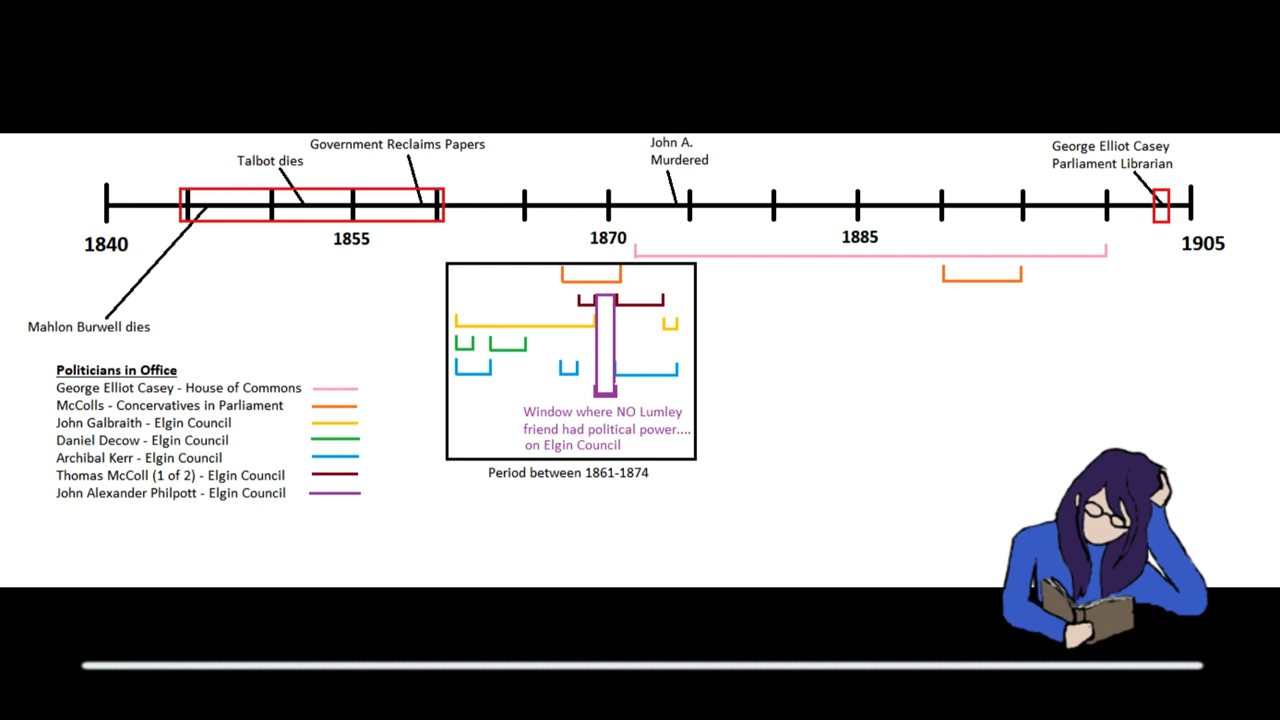 Government Reclaims Papers
Talbot dies
John A.
Murdered
George Elliot Casey
Parliament Librarian
1840
1855
1870
1885
1905
Mahlon Burwell dies
Politicians in Office
George Elliot Casey - House of Commons
McColls - Concervatives in Parliament
John Galbraith - Elgin Council
Daniel Decow - Elgin Council
Archibal Kerr - Elgin Council
Thomas McColl (1 of 2) - Elgin Council
John Alexander Philpott - Elgin Council
Window where NO Lumley
friend had political power....
on Elgin Council
Period between 1861-1874